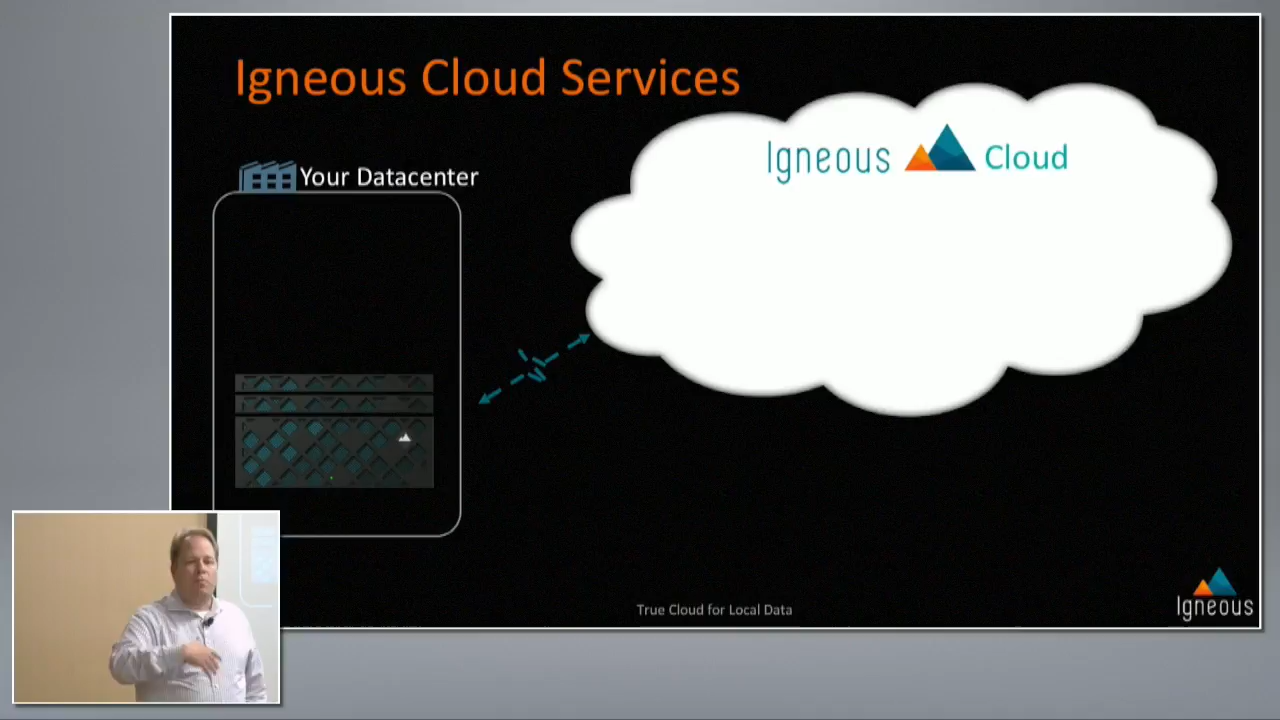 Igneous Cloud Services
Igneous Cloud
Your Datacenter
True Cloud for Local Data
Igneous